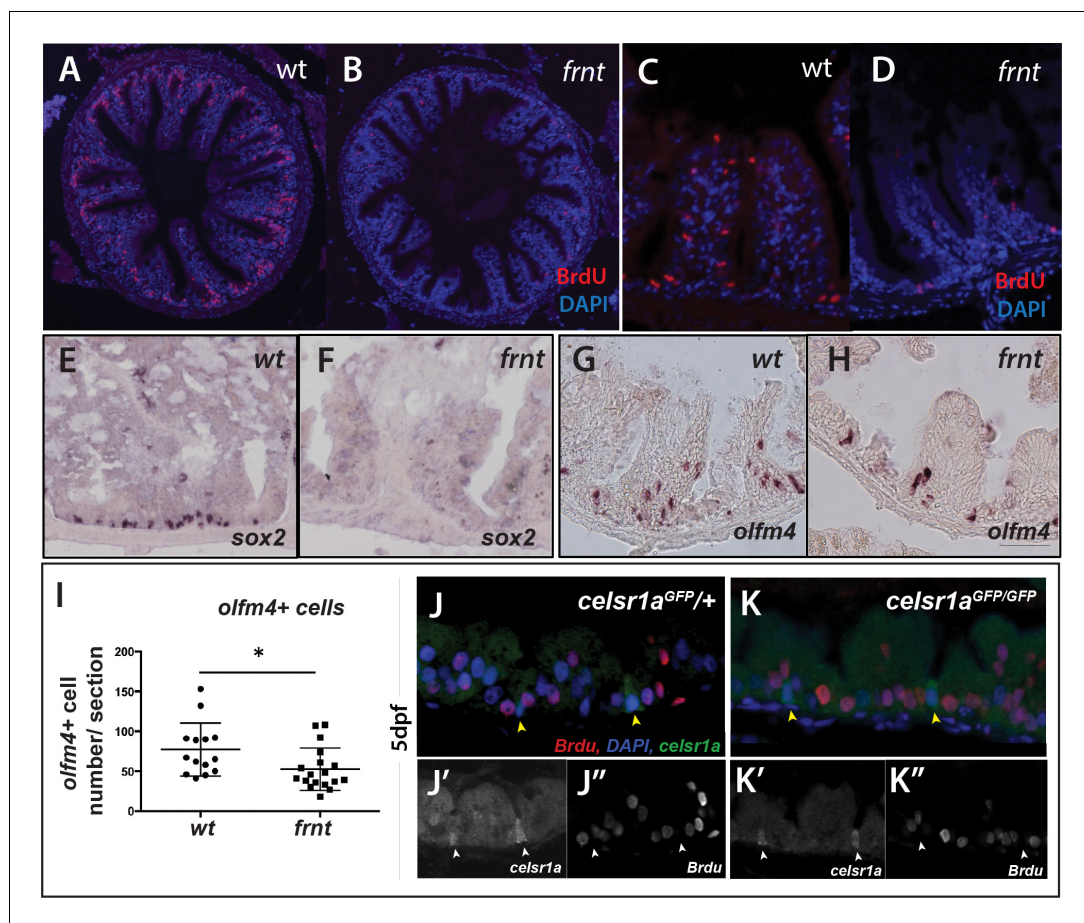 A wt
B frnt
BrdU
DAPI
C wt
D frnt
BrdU
DAPI
E wt
sox2
F frnt
sox2
G wt
olfm4
H frnt
olfm4
I
olfm4+ cells
*
olfm4+ cell
number/ section
200
150
100
50
0
wt frnt
5dpf
J celsr1aGFP/+
Brdu, DAPI, celsr1a
K celsr1aGFP/GFP
J′
celsr1a
J″
Brdu
K′
celsr1a
K″
Brdu